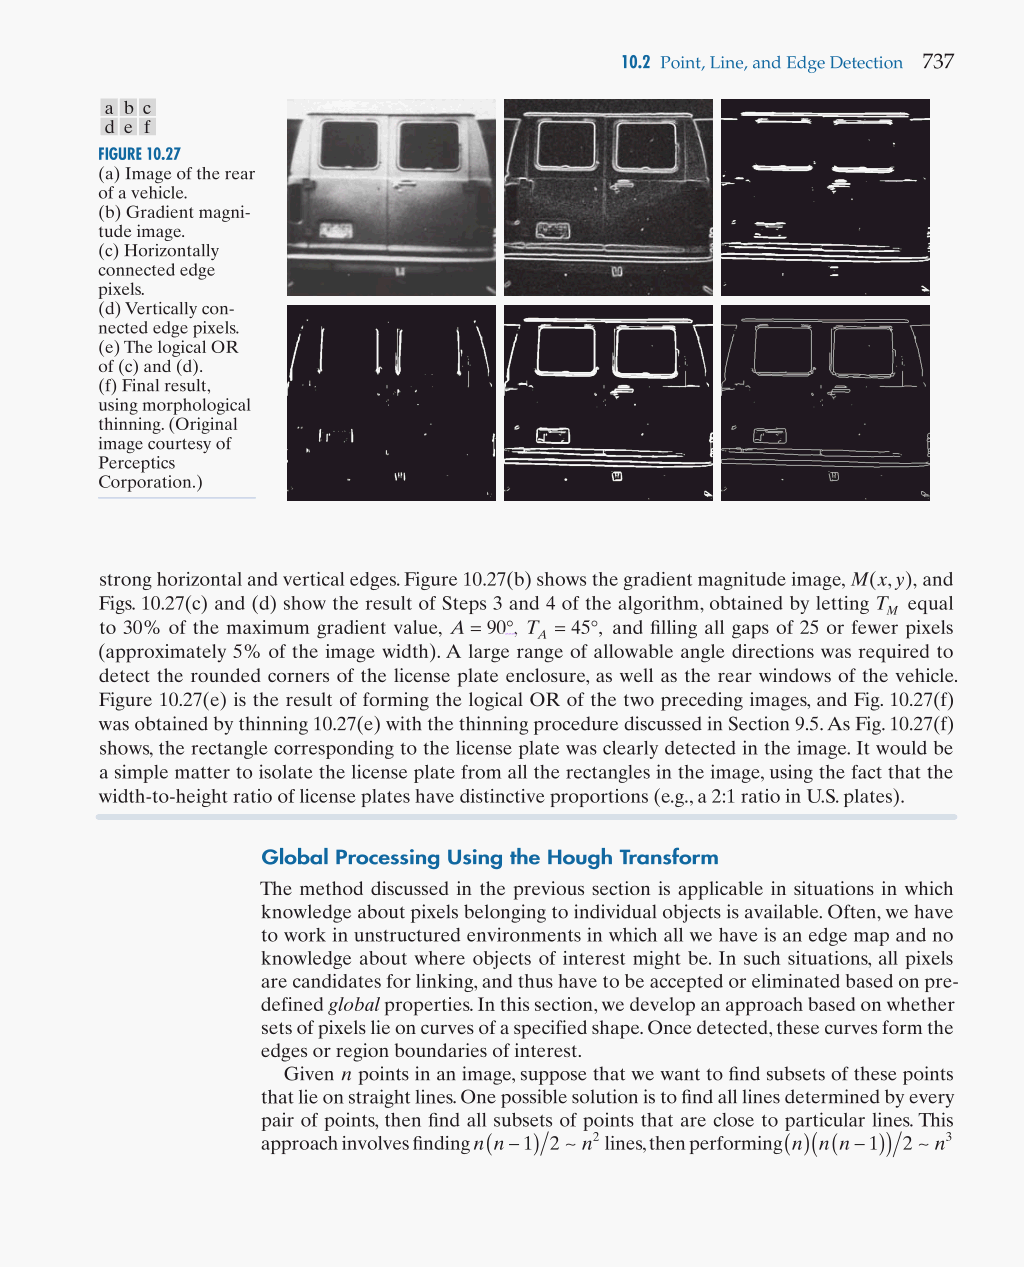 10.2 Point, Line, and Edge Detection 737
a b c
d e f
FIGURE 10.27
(a) Image of the rear
of a vehicle.
(b) Gradient magni-
tude image.
(c) Horizontally
connected edge
pixels.
(d) Vertically con-
nected edge pixels.
(e) The logical OR
of (c) and (d).
(f) Final result,
using morphological
thinning. (Original
image courtesy of
Perceptics
Corporation.)
strong horizontal and vertical edges. Figure 10.27(b) shows the gradient magnitude image, M(x, y), and
Figs. 10.27(c) and (d) show the result of Steps 3 and 4 of the algorithm, obtained by letting T_M equal
to 30% of the maximum gradient value, A = 90°, T_A = 45°, and filling all gaps of 25 or fewer pixels
(approximately 5% of the image width). A large range of allowable angle directions was required to
detect the rounded corners of the license plate enclosure, as well as the rear windows of the vehicle.
Figure 10.27(e) is the result of forming the logical OR of the two preceding images, and Fig. 10.27(f)
was obtained by thinning 10.27(e) with the thinning procedure discussed in Section 9.5. As Fig. 10.27(f)
shows, the rectangle corresponding to the license plate was clearly detected in the image. It would be
a simple matter to isolate the license plate from all the rectangles in the image, using the fact that the
width-to-height ratio of license plates have distinctive proportions (e.g., a 2:1 ratio in U.S. plates).
Global Processing Using the Hough Transform
The method discussed in the previous section is applicable in situations in which
knowledge about pixels belonging to individual objects is available. Often, we have
to work in unstructured environments in which all we have is an edge map and no
knowledge about where objects of interest might be. In such situations, all pixels
are candidates for linking, and thus have to be accepted or eliminated based on pre-
defined global properties. In this section, we develop an approach based on whether
sets of pixels lie on curves of a specified shape. Once detected, these curves form the
edges or region boundaries of interest.
Given n points in an image, suppose that we want to find subsets of these points
that lie on straight lines. One possible solution is to find all lines determined by every
pair of points, then find all subsets of points that are close to particular lines. This
approach involves finding n(n − 1)/2 ~ n² lines, then performing (n)(n(n − 1))/2 ~ n³